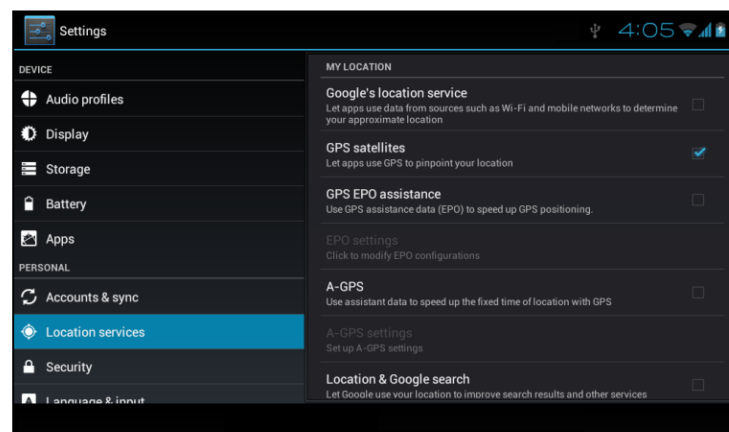 Settings
4:05
DEVICE
Audio profiles
Display
Storage
Battery
Apps
PERSONAL
Accounts & sync
Location services
Security
Language & input
MY LOCATION
Google's location service
Let apps use data from sources such as Wi-Fi and mobile networks to determine
your approximate location
GPS satellites
Let apps use GPS to pinpoint your location
GPS EPO assistance
Use GPS assistance data (EPO) to speed up GPS positioning.
EPO settings
Click to modify EPO configurations
A-GPS
Use assistant data to speed up the fixed time of location with GPS
A-GPS settings
Set up A-GPS settings
Location & Google search
Let Google use your location to improve search results and other services